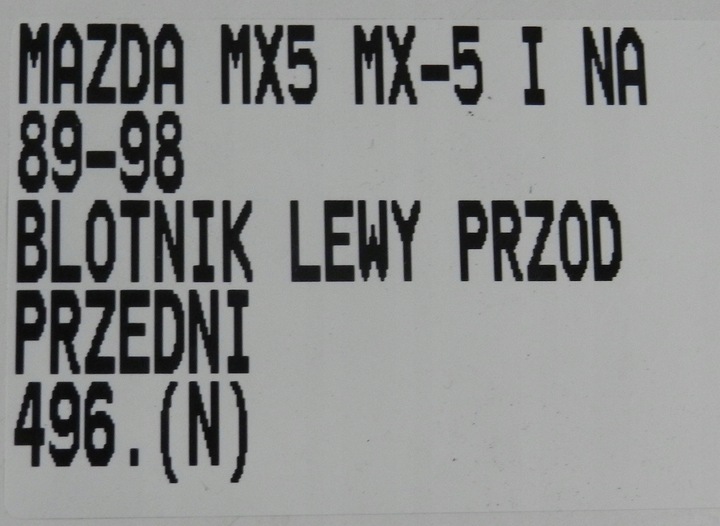 MAZDA MX5 MX-5 I NA
89-98
BLOTNIK LEWY PRZOD
PRZEDNI
496.(N)